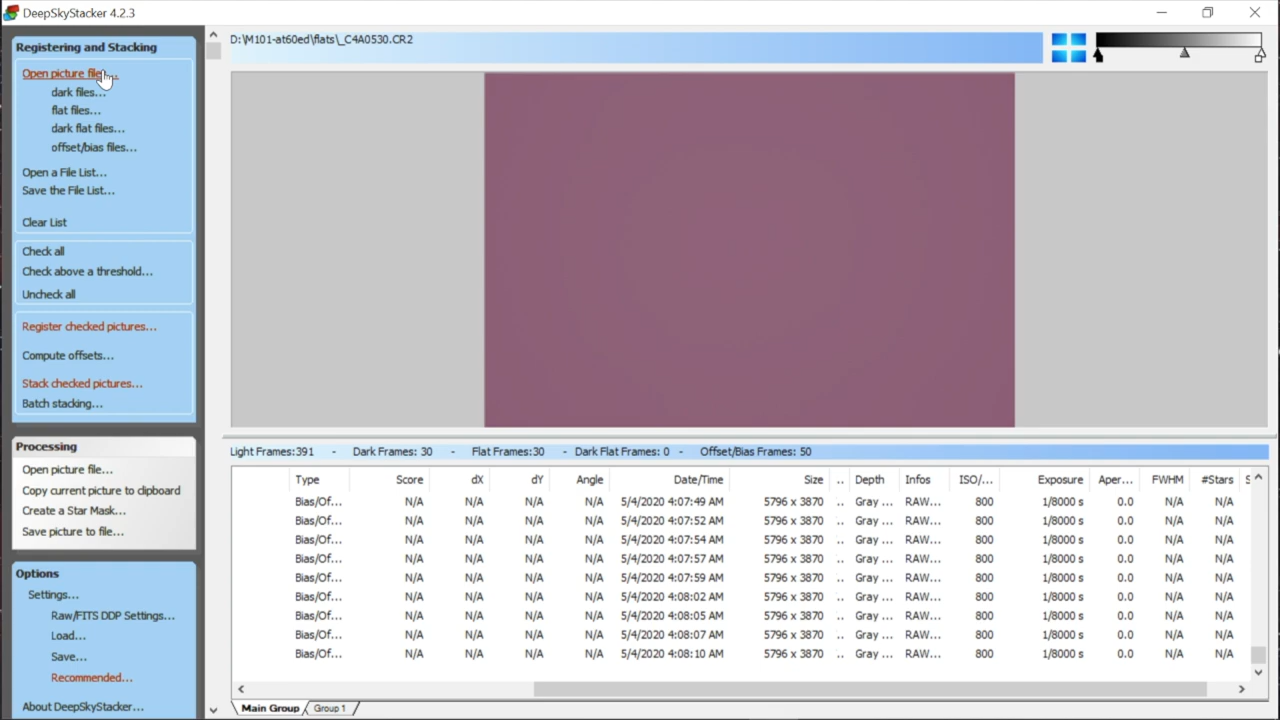 DeepSkyStacker 4.2.3
Registering and Stacking
Open picture file...
dark files...
flat files...
dark flat files...
offset/bias files...
Open a File List...
Save the File List...
Clear List
Check all
Check above a threshold...
Uncheck all
Register checked pictures...
Compute offsets...
Stack checked pictures...
Batch stacking...
Processing
Open picture file...
Copy current picture to clipboard
Create a Star Mask...
Save picture to file...
Options
Settings...
Raw/FITS DDP Settings...
Load...
Save...
Recommended...
About DeepSkyStacker...
D:\M101-at60ed\flats\_C4A0530.CR2
Light Frames:391 - Dark Frames: 30 - Flat Frames:30 - Dark Flat Frames: 0 - Offset/Bias Frames: 50
Type Score dX dY Angle Date/Time Size .. Depth Infos ISO/... Exposure Aper... FWHM #Stars S
Bias/Of... N/A N/A N/A N/A 5/4/2020 4:07:49 AM 5796 x 3870 .. Gray ... RAW... 800 1/8000 s 0.0 N/A N/A
Bias/Of... N/A N/A N/A N/A 5/4/2020 4:07:52 AM 5796 x 3870 .. Gray ... RAW... 800 1/8000 s 0.0 N/A N/A
Bias/Of... N/A N/A N/A N/A 5/4/2020 4:07:54 AM 5796 x 3870 .. Gray ... RAW... 800 1/8000 s 0.0 N/A N/A
Bias/Of... N/A N/A N/A N/A 5/4/2020 4:07:57 AM 5796 x 3870 .. Gray ... RAW... 800 1/8000 s 0.0 N/A N/A
Bias/Of... N/A N/A N/A N/A 5/4/2020 4:07:59 AM 5796 x 3870 .. Gray ... RAW... 800 1/8000 s 0.0 N/A N/A
Bias/Of... N/A N/A N/A N/A 5/4/2020 4:08:02 AM 5796 x 3870 .. Gray ... RAW... 800 1/8000 s 0.0 N/A N/A
Bias/Of... N/A N/A N/A N/A 5/4/2020 4:08:05 AM 5796 x 3870 .. Gray ... RAW... 800 1/8000 s 0.0 N/A N/A
Bias/Of... N/A N/A N/A N/A 5/4/2020 4:08:07 AM 5796 x 3870 .. Gray ... RAW... 800 1/8000 s 0.0 N/A N/A
Bias/Of... N/A N/A N/A N/A 5/4/2020 4:08:10 AM 5796 x 3870 .. Gray ... RAW... 800 1/8000 s 0.0 N/A N/A
Main Group Group 1